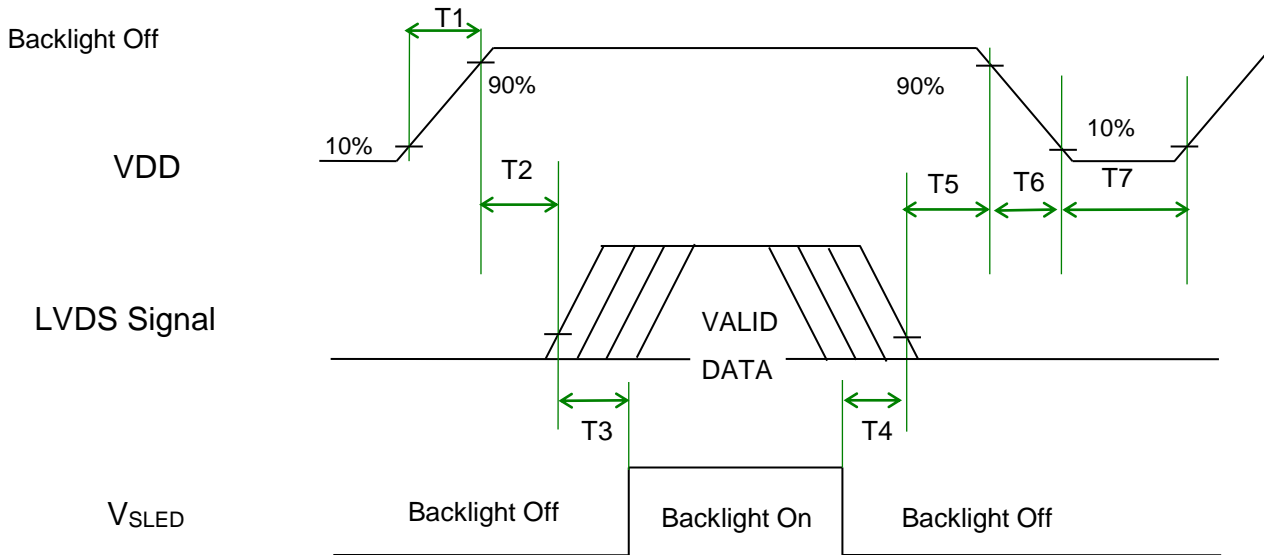 T1
Backlight Off
90%
90%
10%
10%
VDD
T2
T5
T6
T7
LVDS Signal
VALID
DATA
T3
T4
VSLED
Backlight Off
Backlight On
Backlight Off